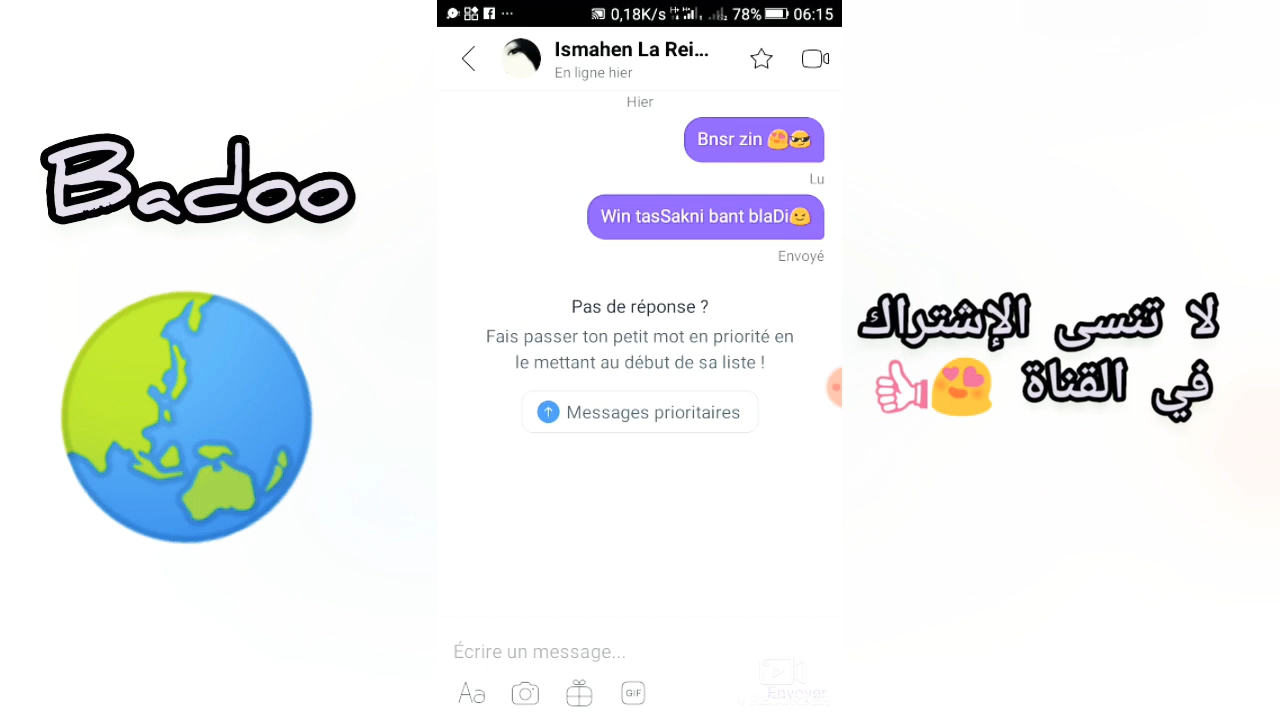 Badoo
0,18K/s 78% 06:15
Ismahen La Rei...
En ligne hier
Hier
Bnsr zin 😍😎
Lu
Win tasSakni bant blaDi😉
Envoyé
Pas de réponse ?
Fais passer ton petit mot en priorité en
le mettant au début de sa liste !
Messages prioritaires
Écrire un message...
Aa
GIF
Envoyer
لا تنسى الإشتراك
في القناة 😍👍